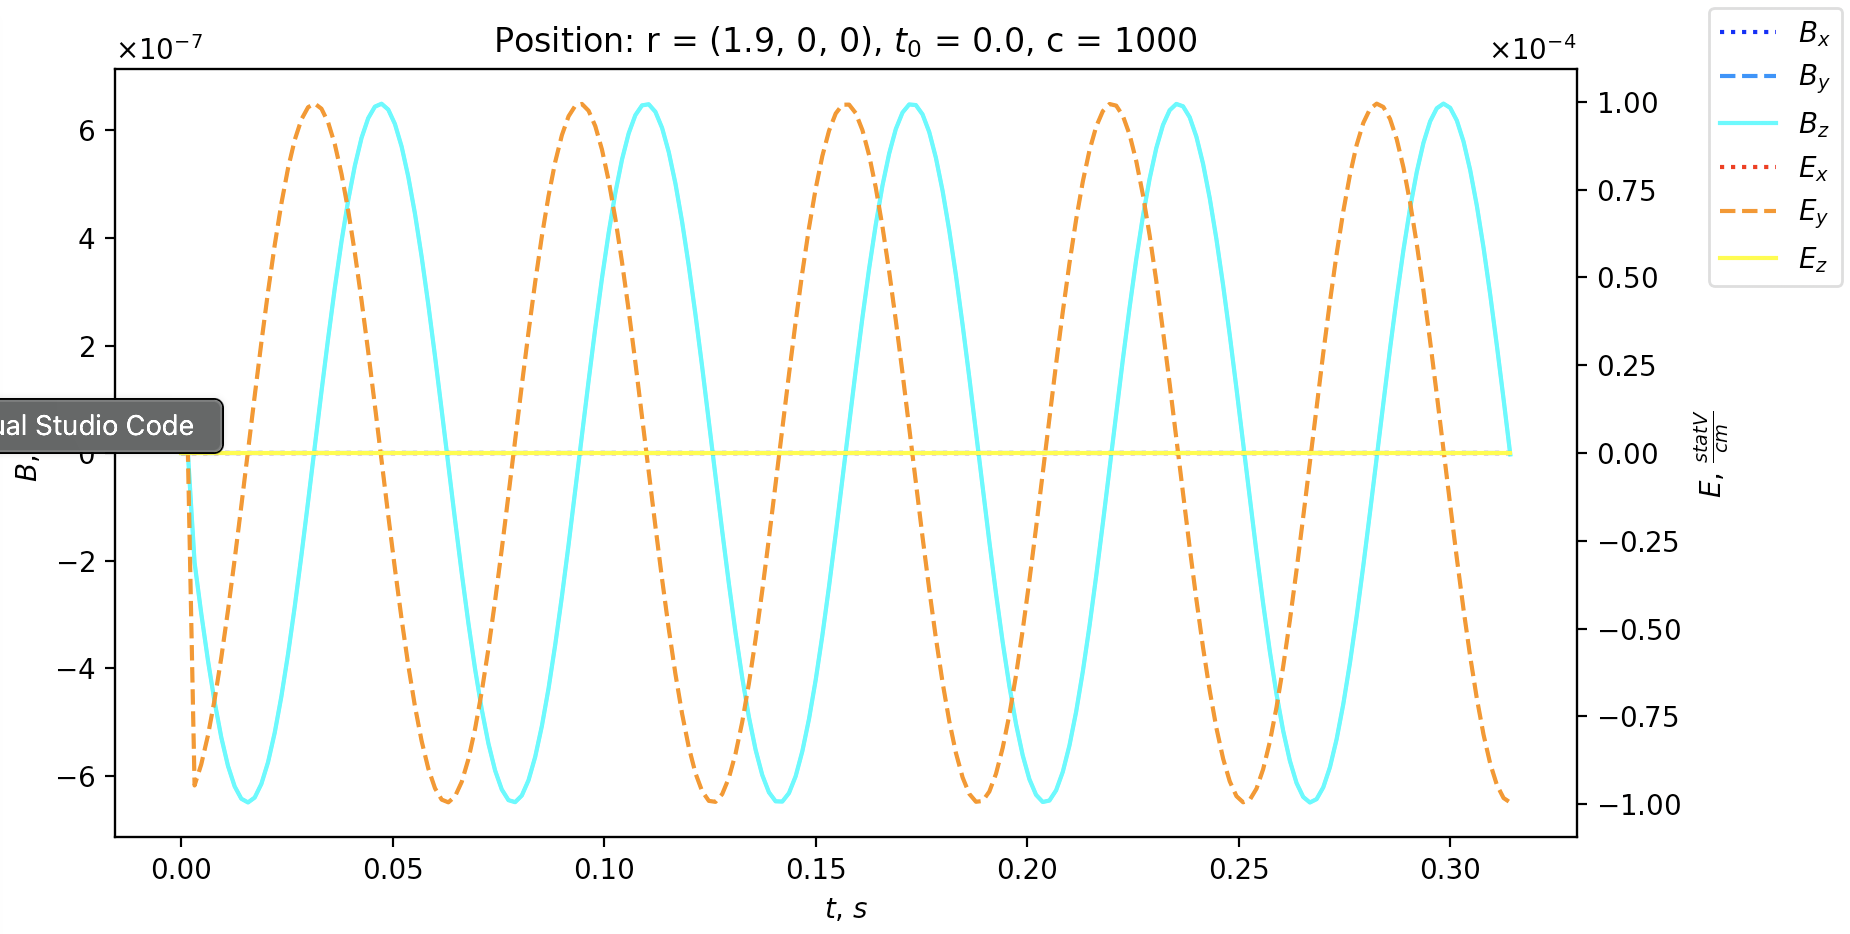 Position: r = (1.9, 0, 0), t₀ = 0.0, c = 1000
×10⁻⁷
×10⁻⁴
6
4
2
0
−2
−4
−6
B,
ual Studio Code
1.00
0.75
0.50
0.25
0.00
−0.25
−0.50
−0.75
−1.00
E, statV/cm
0.00 0.05 0.10 0.15 0.20 0.25 0.30
t, s
Bₓ
B_y
B_z
Eₓ
E_y
E_z